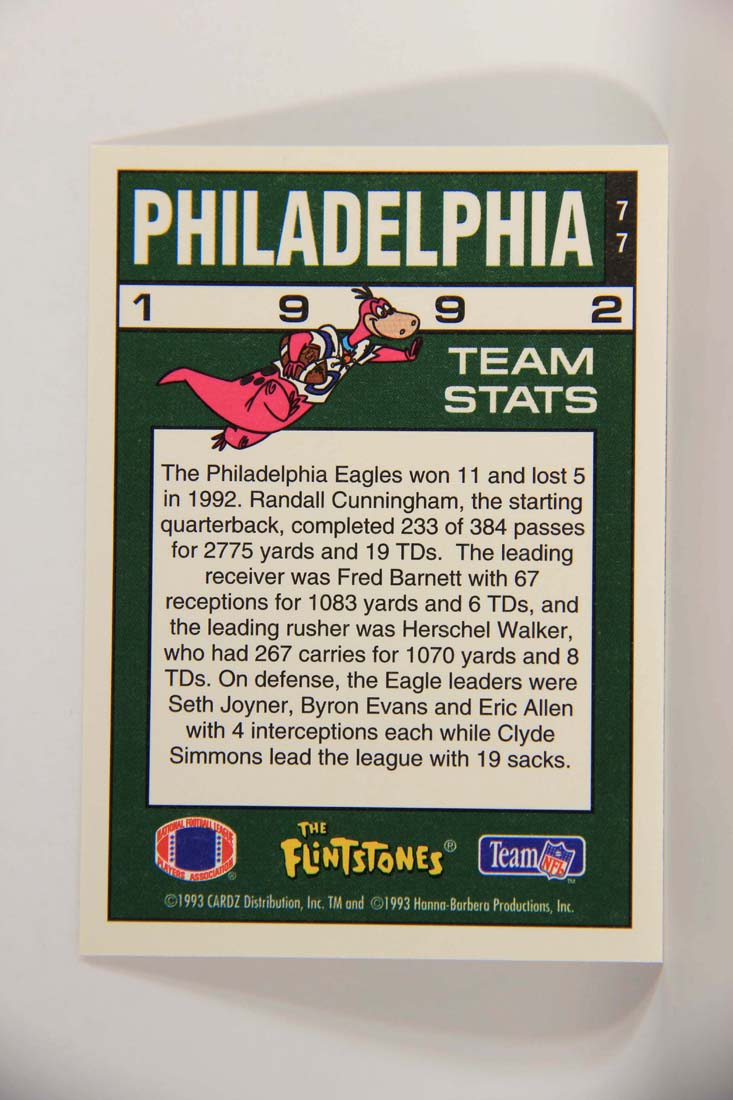 PHILADELPHIA
77
1 9 9 2
TEAM
STATS
The Philadelphia Eagles won 11 and lost 5
in 1992. Randall Cunningham, the starting
quarterback, completed 233 of 384 passes
for 2775 yards and 19 TDs. The leading
receiver was Fred Barnett with 67
receptions for 1083 yards and 6 TDs, and
the leading rusher was Herschel Walker,
who had 267 carries for 1070 yards and 8
TDs. On defense, the Eagle leaders were
Seth Joyner, Byron Evans and Eric Allen
with 4 interceptions each while Clyde
Simmons lead the league with 19 sacks.
NATIONAL FOOTBALL LEAGUE
PLAYERS ASSOCIATION
®
THE
FLINTSTONES®
Team NFL
TM
©1993 CARDZ Distribution, Inc. TM and ©1993 Hanna-Barbera Productions, Inc.